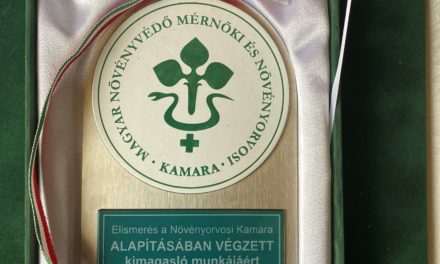 MAGYAR NÖVÉNYVÉDŐ MÉRNÖKI ÉS NÖVÉNYORVOSI
• KAMARA •
Elismerés a Növényorvosi Kamara
ALAPÍTÁSÁBAN VÉGZETT
kimagasló munkájáért